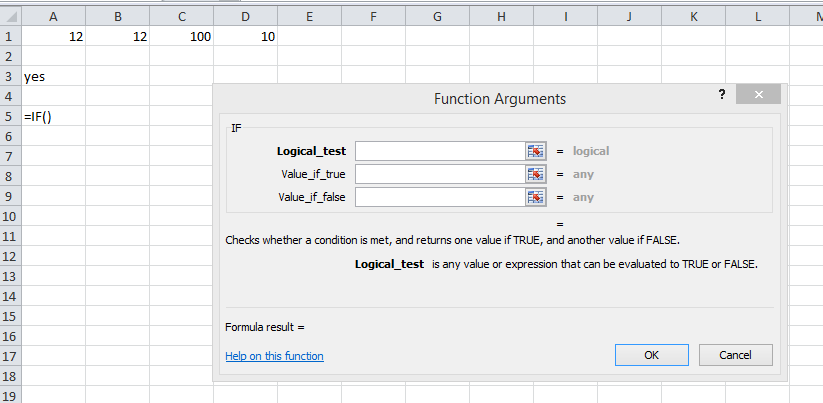 A B C D E F G H I J K L
1 12 12 100 10
2
3 yes
4
5 =IF()
6
7
8
9
10
11
12
13
14
15
16
17
18
19
Function Arguments ? ×
IF
Logical_test = logical
Value_if_true = any
Value_if_false = any
=
Checks whether a condition is met, and returns one value if TRUE, and another value if FALSE.
Logical_test is any value or expression that can be evaluated to TRUE or FALSE.
Formula result =
Help on this function OK Cancel